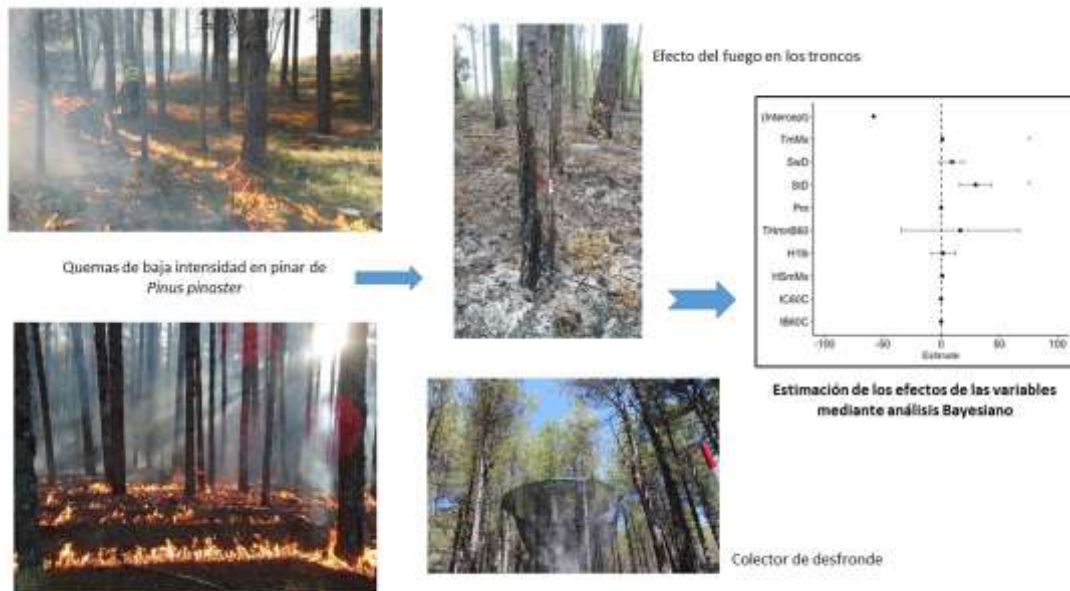 Efecto del fuego en los troncos
Quemas de baja intensidad en pinar de
Pinus pinaster
(Intercept)
TmMx
SwD
StD
Pre
THmnB60
HTb
HSmMx
IC60C
IB60C
-100
-50
0
50
100
Estimate
Estimación de los efectos de las variables
mediante análisis Bayesiano
Colector de desfronde